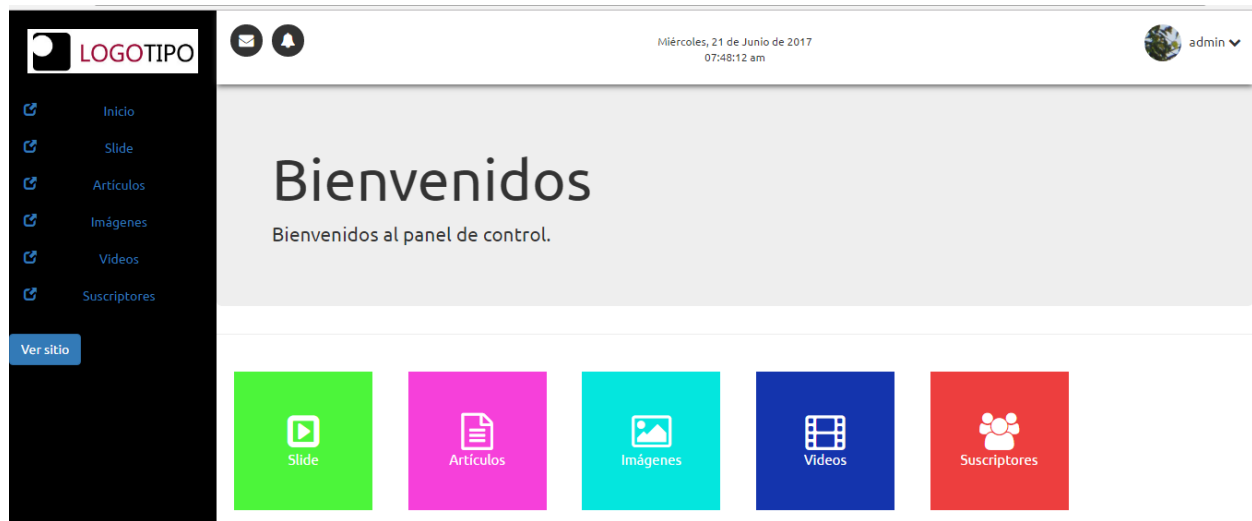 LOGOTIPO
Inicio
Slide
Artículos
Imágenes
Videos
Suscriptores
Ver sitio
Miércoles, 21 de Junio de 2017
07:48:12 am
admin
Bienvenidos
Bienvenidos al panel de control.
Slide
Artículos
Imágenes
Videos
Suscriptores